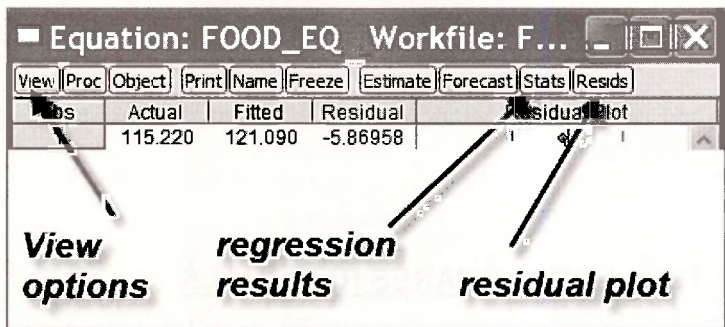 Equation: FOOD_EQ Workfile: F...
View Proc Object Print Name Freeze Estimate Forecast Stats Resids
Actual Fitted Residual
115.220 121.090 -5.86958
View options
regression results
residual plot